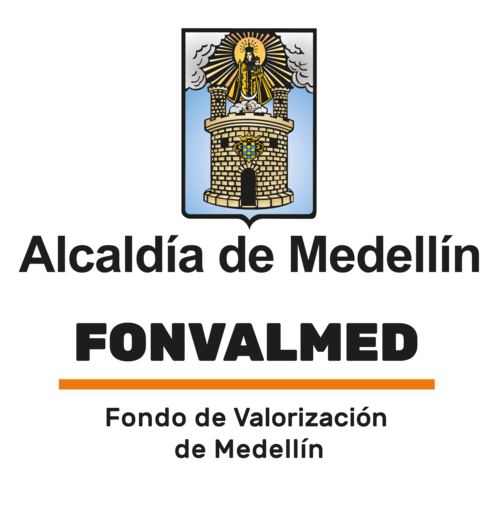 Alcaldía de Medellín
FONVALMED
Fondo de Valorización
de Medellín